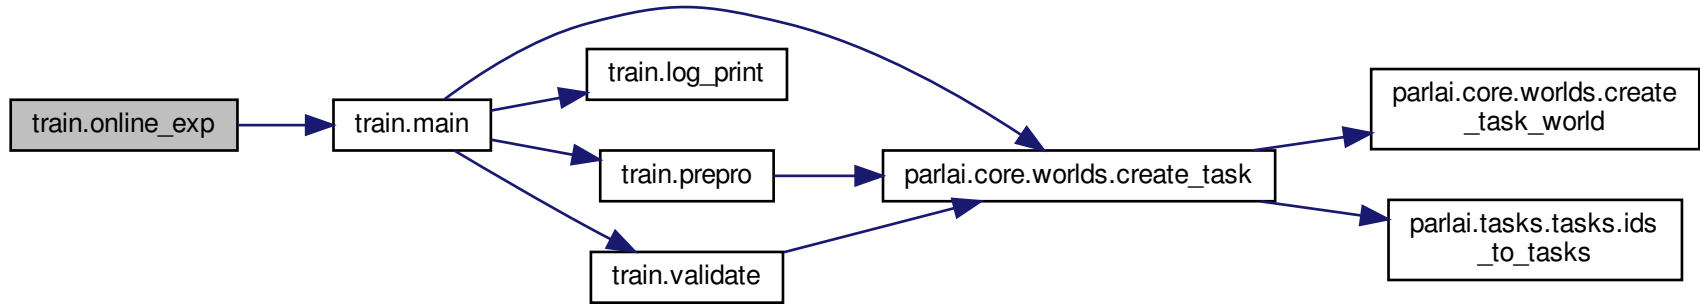 train.online_exp
train.main
train.log_print
train.prepro
train.validate
parlai.core.worlds.create_task
parlai.core.worlds.create
_task_world
parlai.tasks.tasks.ids
_to_tasks